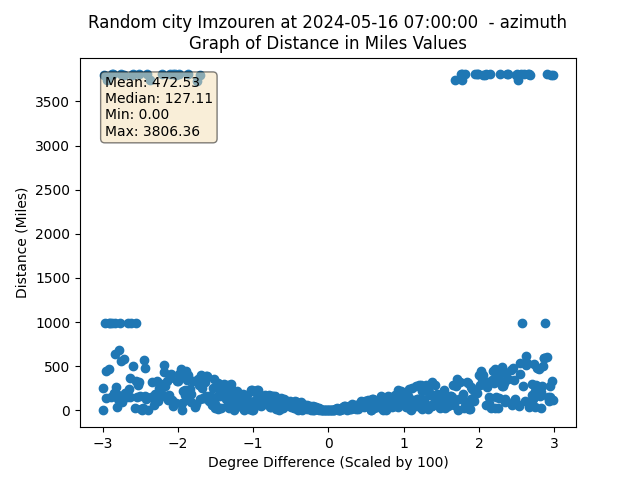 Random city Imzouren at 2024-05-16 07:00:00  - azimuth
Graph of Distance in Miles Values
Mean: 472.53
Median: 127.11
Min: 0.00
Max: 3806.36
3500
3000
2500
2000
1500
1000
500
0
Distance (Miles)
−3
−2
−1
0
1
2
3
Degree Difference (Scaled by 100)